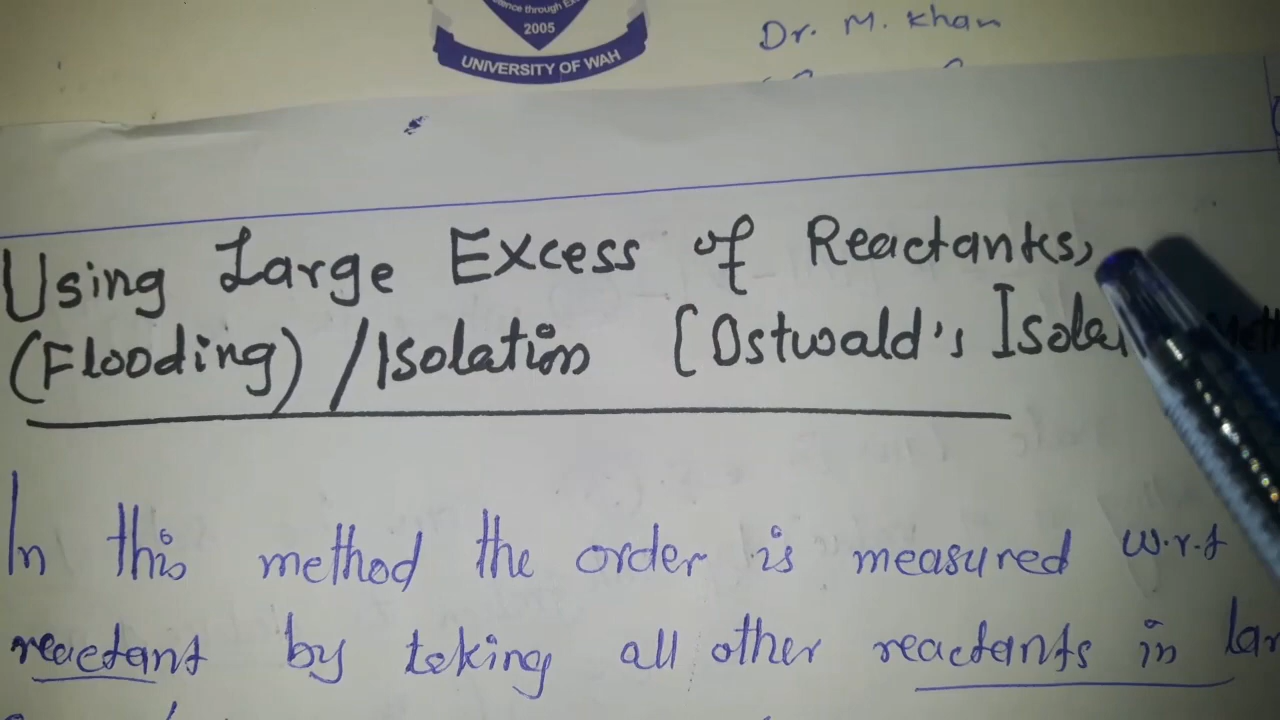 ence through Ex
2005
UNIVERSITY OF WAH
Dr. M. Khan
Using Large Excess of Reactants,
(Flooding) / Isolation [Ostwald's Isola
In this method the order is measured w.r.t
reactant by teking all other reactants in lar